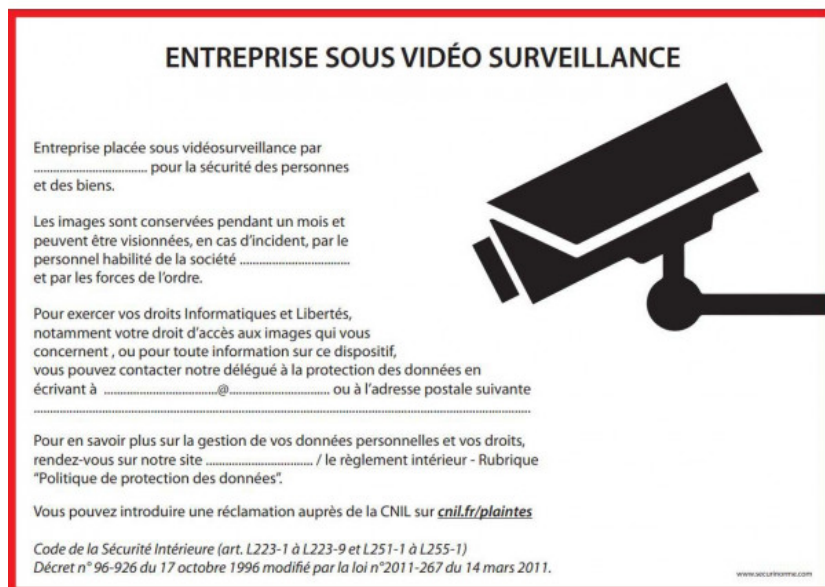 ENTREPRISE SOUS VIDÉO SURVEILLANCE
Entreprise placée sous vidéosurveillance par
................................... pour la sécurité des personnes
et des biens.
Les images sont conservées pendant un mois et
peuvent être visionnées, en cas d'incident, par le
personnel habilité de la société ..................................
et par les forces de l'ordre.
Pour exercer vos droits Informatiques et Libertés,
notamment votre droit d'accès aux images qui vous
concernent , ou pour toute information sur ce dispositif,
vous pouvez contacter notre délégué à la protection des données en
écrivant à ...................................@............................... ou à l'adresse postale suivante
..........................................................................................................................................................
Pour en savoir plus sur la gestion de vos données personnelles et vos droits,
rendez-vous sur notre site ................................. / le règlement intérieur - Rubrique
"Politique de protection des données".
Vous pouvez introduire une réclamation auprès de la CNIL sur cnil.fr/plaintes
Code de la Sécurité Intérieure (art. L223-1 à L223-9 et L251-1 à L255-1)
Décret n° 96-926 du 17 octobre 1996 modifié par la loi n°2011-267 du 14 mars 2011.
www.securinorme.com